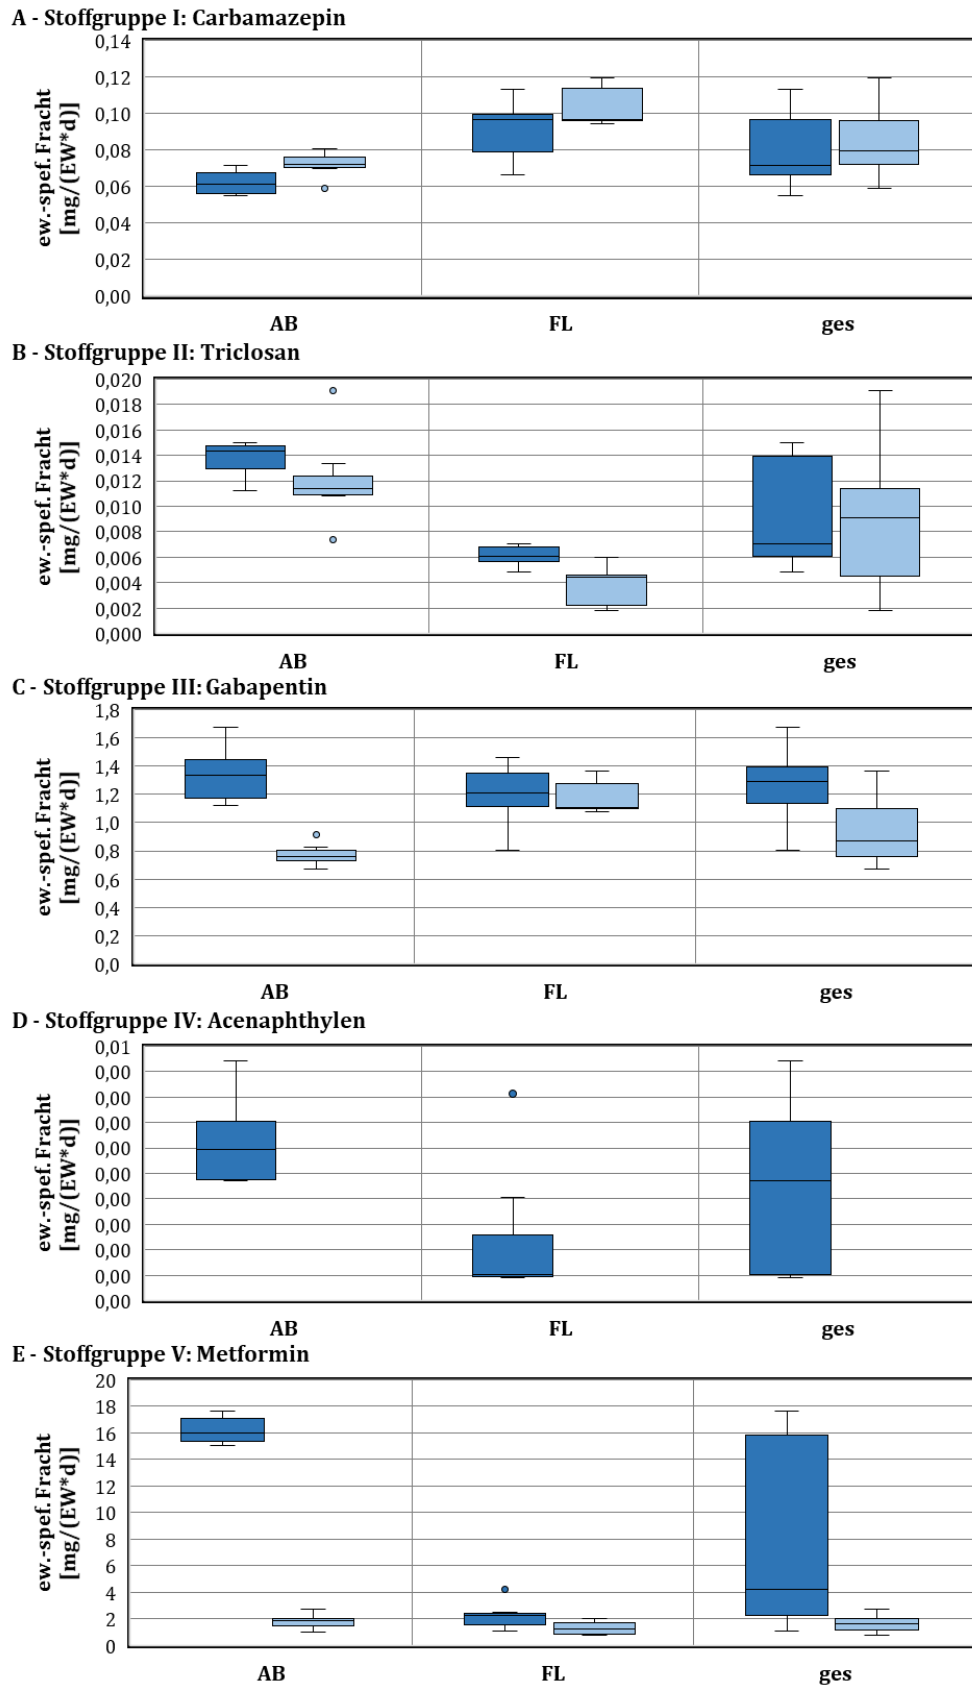 A - Stoffgruppe I: Carbamazepin
ew.-spef.Fracht
[mg/(EW*d)]
0,14
0,12
0,10
0,08
0,06
0,04
0,02
0,00
AB FL ges
B - Stoffgruppe II: Triclosan
ew.-spef.Fracht
[mg/(EW*d)]
0,020
0,018
0,016
0,014
0,012
0,010
0,008
0,006
0,004
0,002
0,000
AB FL ges
C - Stoffgruppe III: Gabapentin
ew.-spef.Fracht
[mg/(EW*d)]
1,8
1,6
1,4
1,2
1,0
0,8
0,6
0,4
0,2
0,0
AB FL ges
D - Stoffgruppe IV: Acenaphthylen
ew.-spef.Fracht
[mg/(EW*d)]
0,01
0,00
0,00
0,00
0,00
0,00
0,00
0,00
0,00
0,00
0,00
AB FL ges
E - Stoffgruppe V: Metformin
ew.-spef.Fracht
[mg/(EW*d)]
20
18
16
14
12
10
8
6
4
2
0
AB FL ges